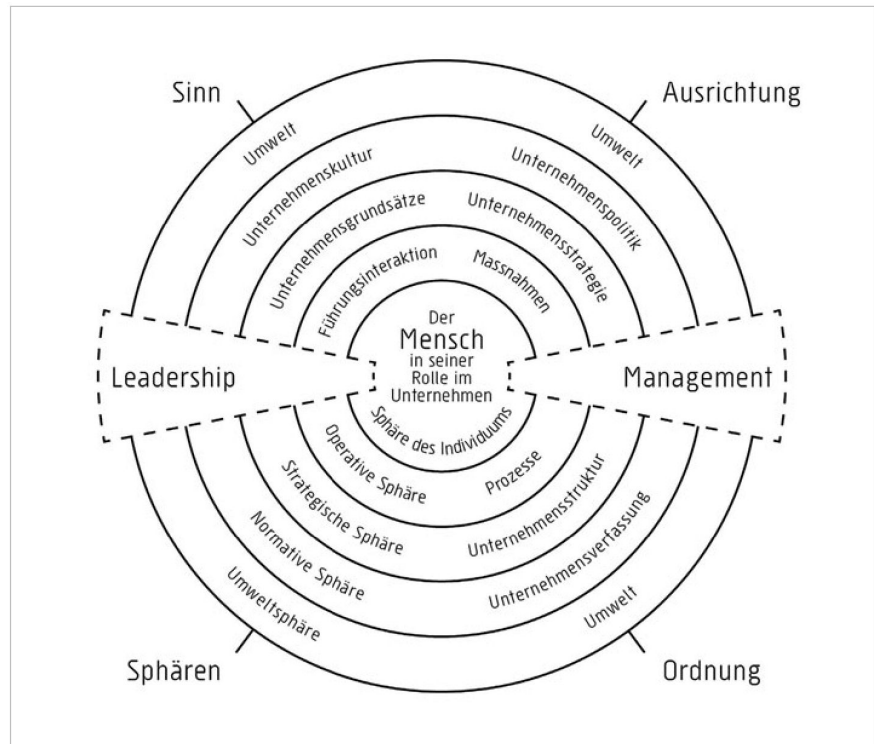 Sinn
Ausrichtung
Umwelt
Umwelt
Unternehmenskultur
Unternehmenspolitik
Unternehmensgrundsätze
Unternehmensstrategie
Führungsinteraktion
Massnahmen
Der
Mensch
in seiner
Rolle im
Unternehmen
Leadership
Management
Sphäre des Individuums
Operative Sphäre
Prozesse
Strategische Sphäre
Unternehmensstruktur
Normative Sphäre
Unternehmensverfassung
Umweltsphäre
Umwelt
Sphären
Ordnung